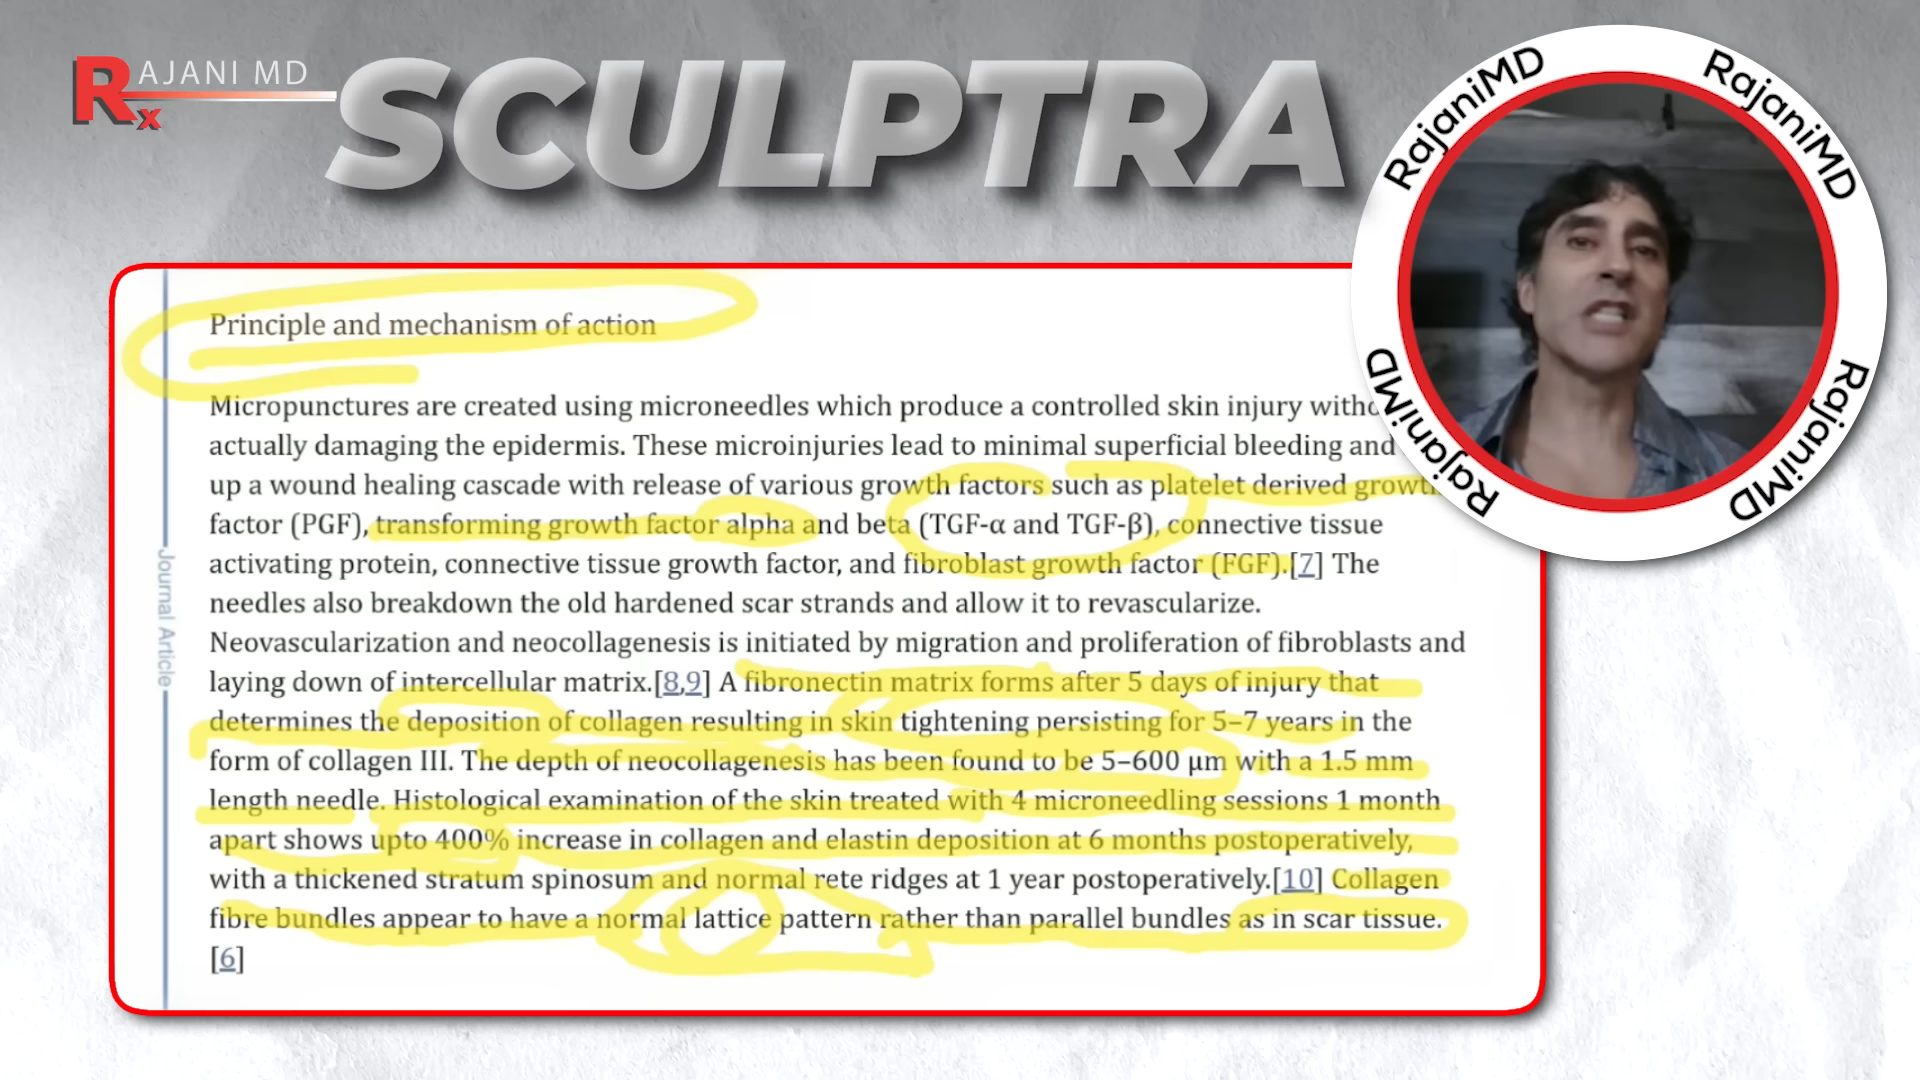 Rx
RAJANI MD
SCULPTRA
RajaniMD
RajaniMD
RajaniMD
RajaniMD
Journal Article
Principle and mechanism of action
Micropunctures are created using microneedles which produce a controlled skin injury
actually damaging the epidermis. These microinjuries lead to minimal superficial bleeding and
up a wound healing cascade with release of various growth factors such as platelet derived growth
factor (PGF), transforming growth factor alpha and beta (TGF-α and TGF-β), connective tissue
activating protein, connective tissue growth factor, and fibroblast growth factor (FGF).[7] The
needles also breakdown the old hardened scar strands and allow it to revascularize.
Neovascularization and neocollagenesis is initiated by migration and proliferation of fibroblasts and
laying down of intercellular matrix.[8,9] A fibronectin matrix forms after 5 days of injury that
determines the deposition of collagen resulting in skin tightening persisting for 5–7 years in the
form of collagen III. The depth of neocollagenesis has been found to be 5–600 μm with a 1.5 mm
length needle. Histological examination of the skin treated with 4 microneedling sessions 1 month
apart shows upto 400% increase in collagen and elastin deposition at 6 months postoperatively,
with a thickened stratum spinosum and normal rete ridges at 1 year postoperatively.[10] Collagen
fibre bundles appear to have a normal lattice pattern rather than parallel bundles as in scar tissue.
[6]